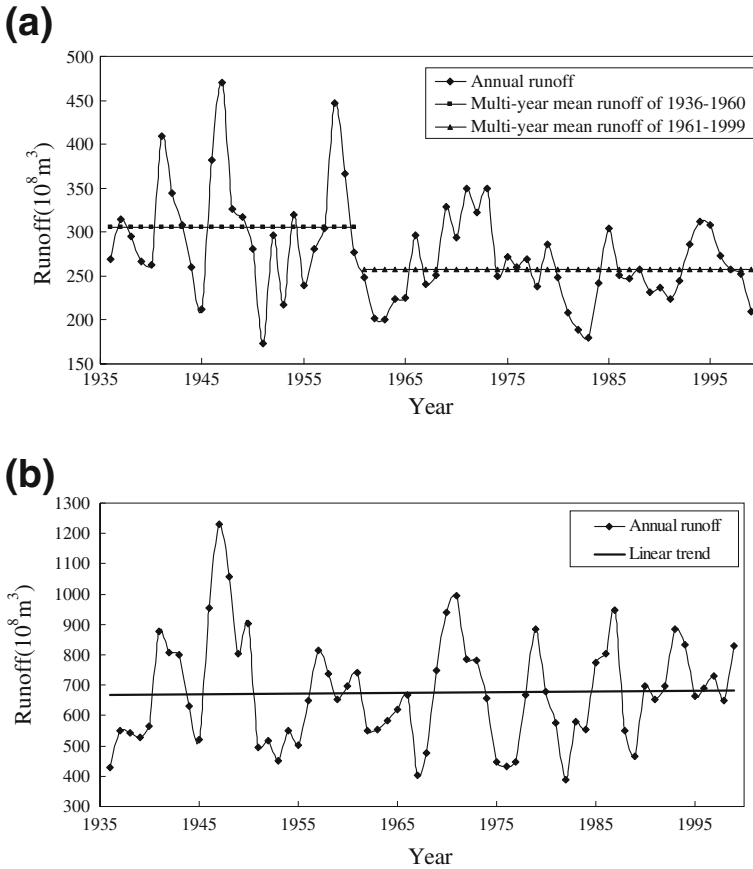 (a)
500
450
400
350
300
250
200
150
Runoff(10⁸m³)
Annual runoff
Multi-year mean runoff of 1936-1960
Multi-year mean runoff of 1961-1999
1935 1945 1955 1965 1975 1985 1995
Year
(b)
1300
1200
1100
1000
900
800
700
600
500
400
300
Runoff(10⁸m³)
Annual runoff
Linear trend
1935 1945 1955 1965 1975 1985 1995
Year